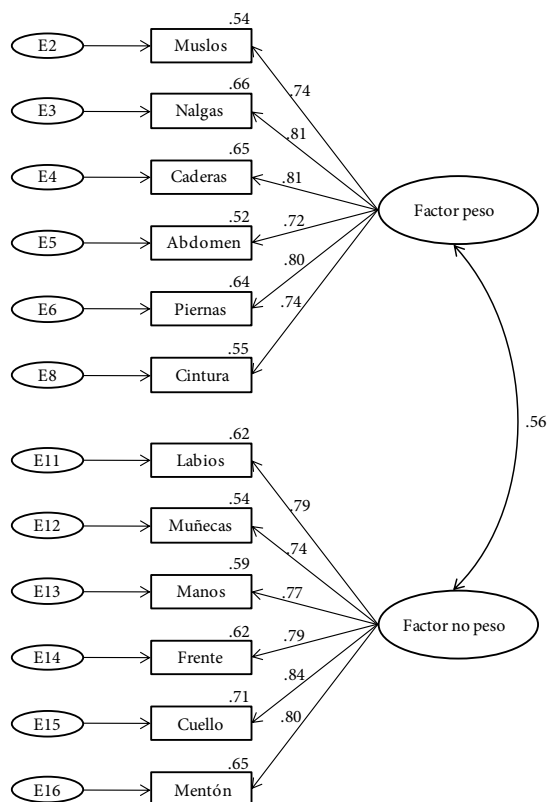 .54
E2 Muslos
.74
.66
E3 Nalgas
.81
.65
E4 Caderas
.81
Factor peso
.52
E5 Abdomen
.72
.80
.64
E6 Piernas
.74
.55
E8 Cintura
.56
.62
E11 Labios
.79
.54
E12 Muñecas
.74
.59
E13 Manos
.77
Factor no peso
.62
E14 Frente
.79
.84
.71
E15 Cuello
.80
.65
E16 Mentón